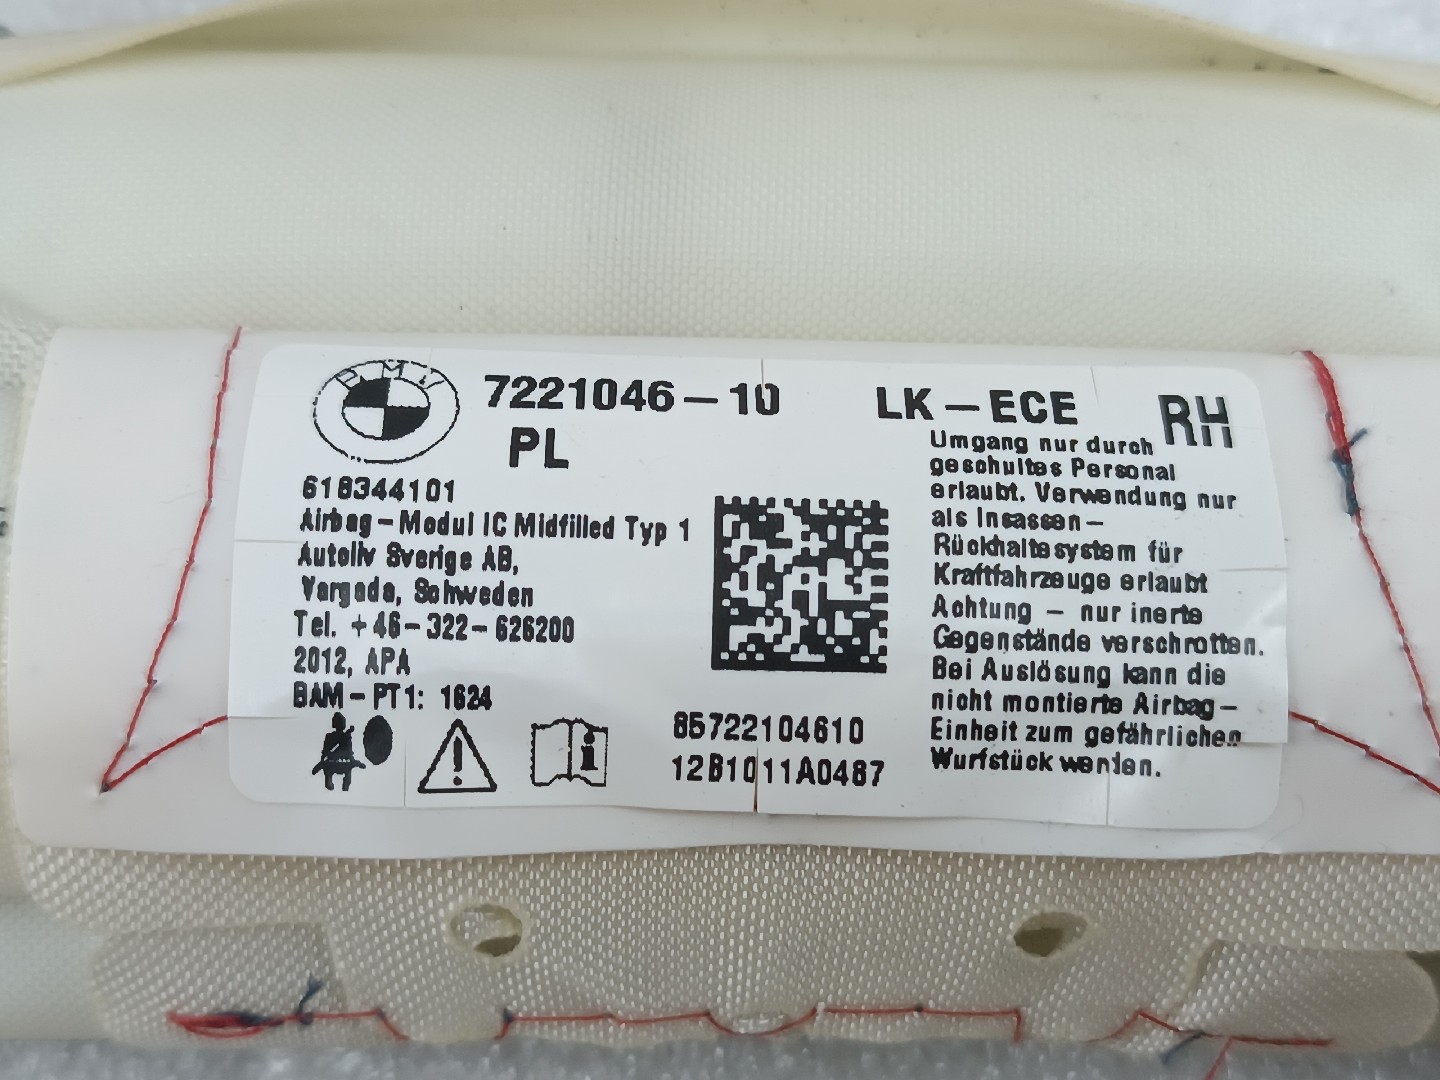 BMW
7221046-10 LK-ECE RH
PL
618344101
Airbag-Modul IC Midfilled Typ 1
Autoliv Sverige AB,
Vargada, Schweden
Tel. +46-322-626200
2012, APA
BAM-PT1: 1624
85722104610
12B1011A0487
Umgang nur durch
geschultes Personal
erlaubt. Verwendung nur
als Insassen-
Rückhaltesystem für
Kraftfahrzeuge erlaubt
Achtung - nur inerte
Gegenstände verschrotten.
Bei Auslösung kann die
nicht montierte Airbag-
Einheit zum gefährlichen
Wurfstück werden.